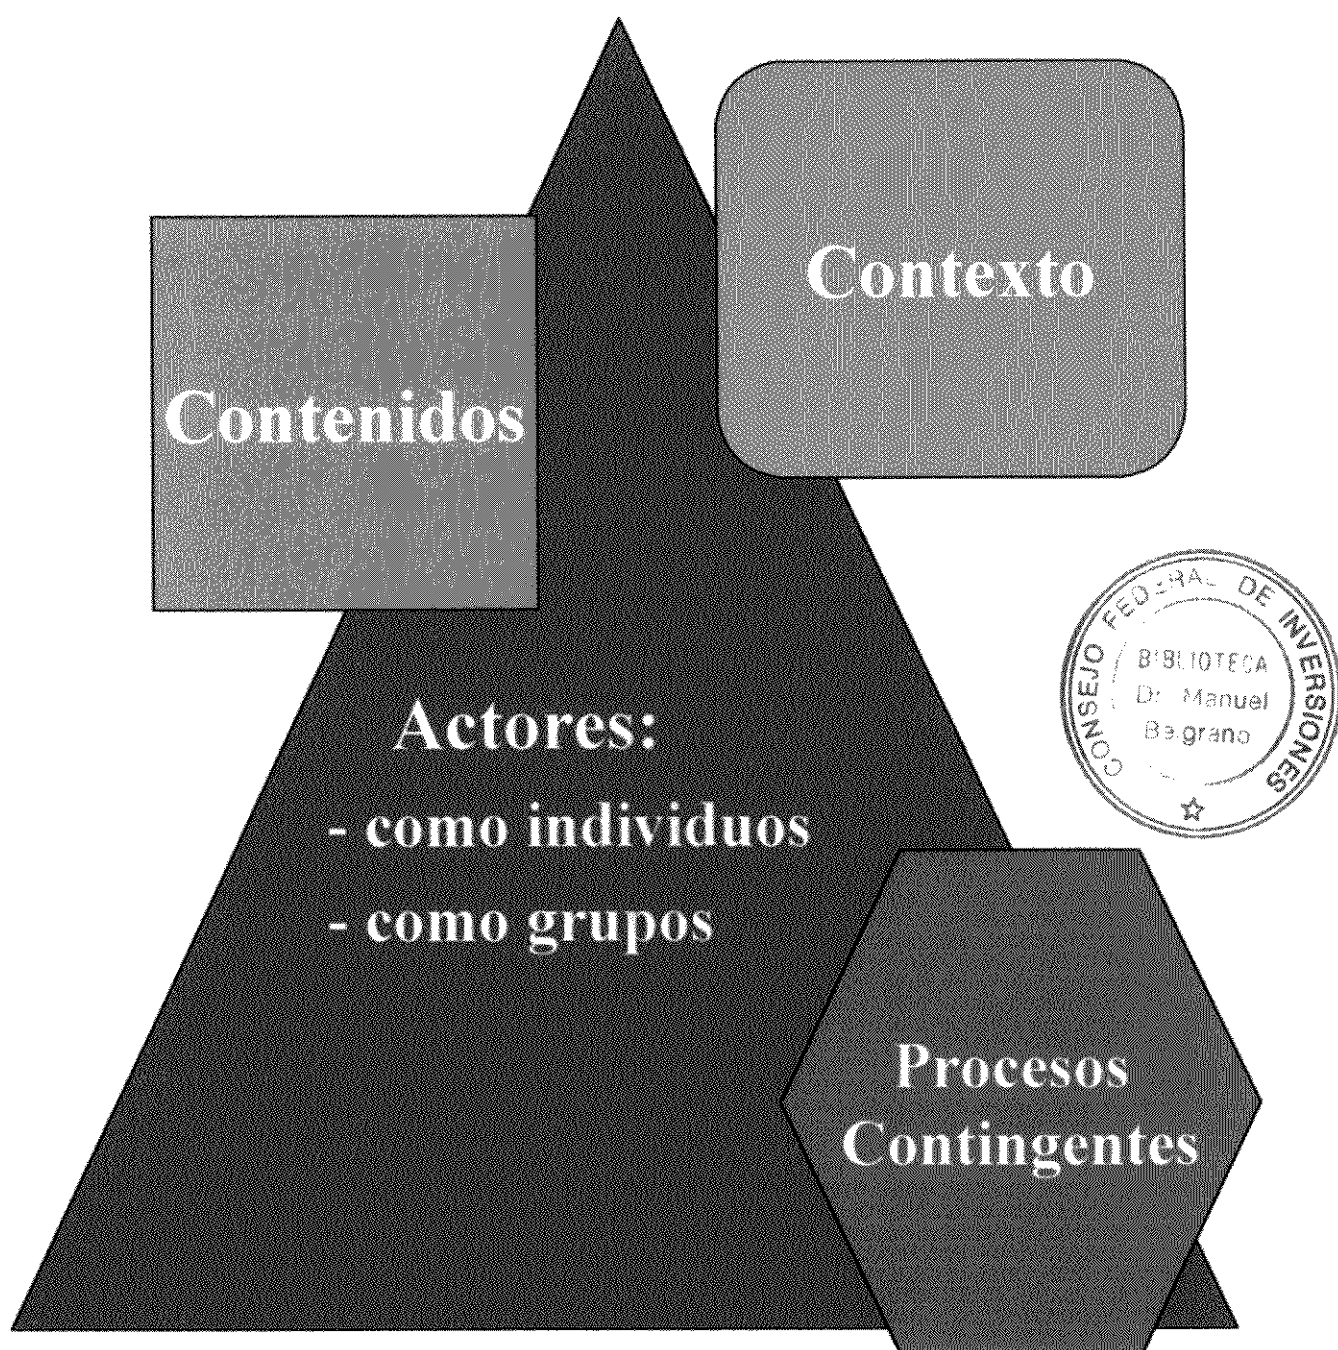 Contexto
Contenidos
CONSEJO FEDERAL DE INVERSIONES
BIBLIOTECA
Dr. Manuel
Belgrano
Actores:
- como individuos
- como grupos
Procesos
Contingentes